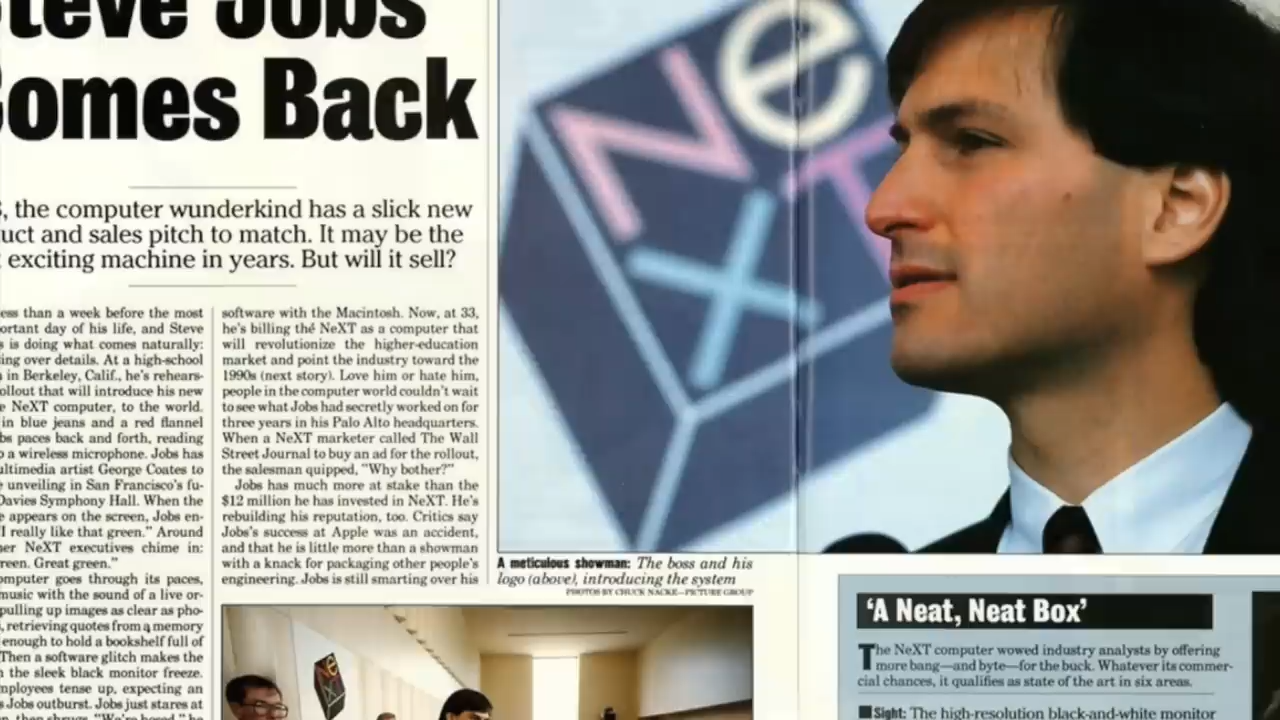 Steve Jobs
Comes Back
, the computer wunderkind has a slick new
uct and sales pitch to match. It may be the
exciting machine in years. But will it sell?
ess than a week before the most
ortant day of his life, and Steve
s is doing what comes naturally:
ing over details. At a high-school
in Berkeley, Calif., he's rehears-
ollout that will introduce his new
e NeXT computer, to the world.
in blue jeans and a red flannel
bs paces back and forth, reading
o a wireless microphone. Jobs has
ultimedia artist George Coates to
e unveiling in San Francisco's fu-
Davies Symphony Hall. When the
e appears on the screen, Jobs en-
I really like that green." Around
er NeXT executives chime in:
reen. Great green."
omputer goes through its paces,
music with the sound of a live or-
pulling up images as clear as pho-
, retrieving quotes from a memory
enough to hold a bookshelf full of
Then a software glitch makes the
n the sleek black monitor freeze.
mployees tense up, expecting an
s Jobs outburst. Jobs just stares at
software with the Macintosh. Now, at 33,
he's billing the NeXT as a computer that
will revolutionize the higher-education
market and point the industry toward the
1990s (next story). Love him or hate him,
people in the computer world couldn't wait
to see what Jobs had secretly worked on for
three years in his Palo Alto headquarters.
When a NeXT marketer called The Wall
Street Journal to buy an ad for the rollout,
the salesman quipped, "Why bother?"
Jobs has much more at stake than the
$12 million he has invested in NeXT. He's
rebuilding his reputation, too. Critics say
Jobs's success at Apple was an accident,
and that he is little more than a showman
with a knack for packaging other people's
engineering. Jobs is still smarting over his
NeXT
A meticulous showman: The boss and his
logo (above), introducing the system
PHOTOS BY CHUCK NACKE—PICTURE GROUP
NeXT
'A Neat, Neat Box'
The NeXT computer wowed industry analysts by offering
more bang—and byte—for the buck. Whatever its commer-
cial chances, it qualifies as state of the art in six areas.
■ Sight: The high-resolution black-and-white monitor